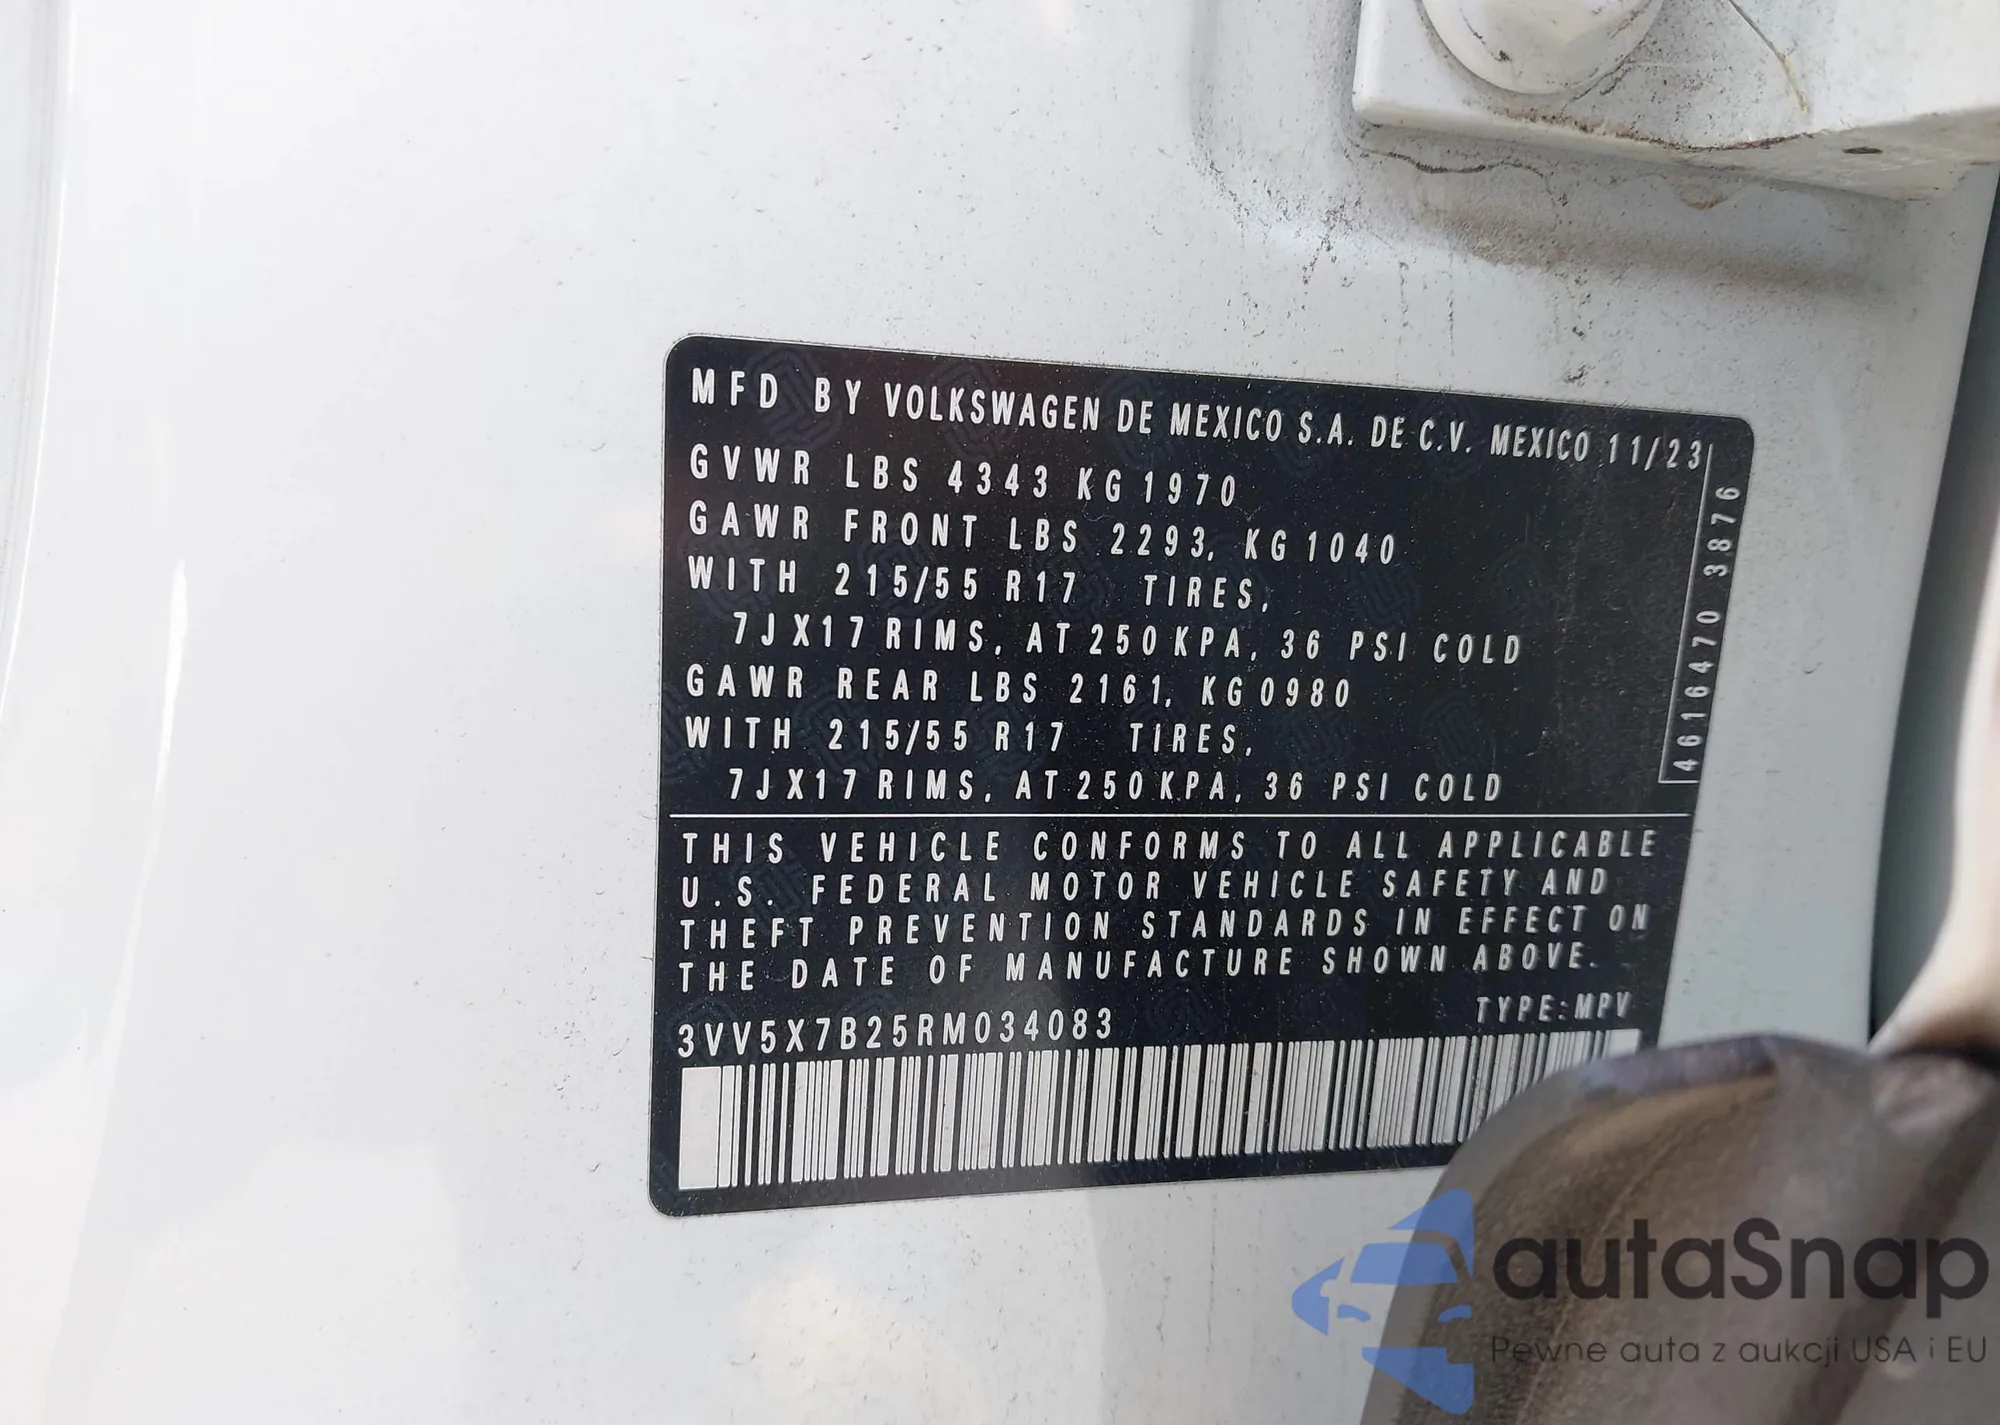 MFD BY VOLKSWAGEN DE MEXICO S.A. DE C.V. MEXICO 11/23
GVWR LBS 4343 KG 1970
GAWR FRONT LBS 2293, KG 1040
WITH 215/55 R17 TIRES,
7JX17 RIMS, AT 250 KPA, 36 PSI COLD
GAWR REAR LBS 2161, KG 0980
WITH 215/55 R17 TIRES,
7JX17 RIMS, AT 250 KPA, 36 PSI COLD
4616470 3876
THIS VEHICLE CONFORMS TO ALL APPLICABLE
U.S. FEDERAL MOTOR VEHICLE SAFETY AND
THEFT PREVENTION STANDARDS IN EFFECT ON
THE DATE OF MANUFACTURE SHOWN ABOVE.
3VV5X7B25RM034083 TYPE: MPV
autaSnap
Pewne auta z aukcji USA i EU